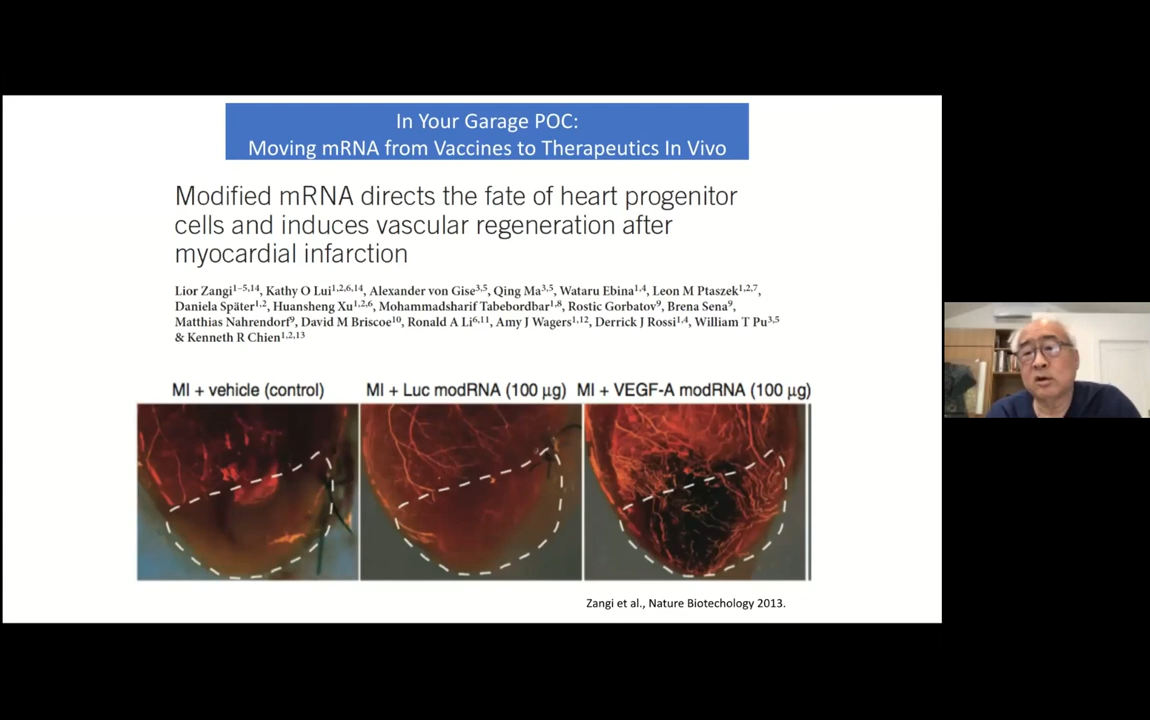 In Your Garage POC:
Moving mRNA from Vaccines to Therapeutics In Vivo
Modified mRNA directs the fate of heart progenitor
cells and induces vascular regeneration after
myocardial infarction
Lior Zangi1–5,14, Kathy O Lui1,2,6,14, Alexander von Gise3,5, Qing Ma3,5, Wataru Ebina1,4, Leon M Ptaszek1,2,7,
Daniela Später1,2, Huansheng Xu1,2,6, Mohammadsharif Tabebordbar1,8, Rostic Gorbatov9, Brena Sena9,
Matthias Nahrendorf9, David M Briscoe10, Ronald A Li6,11, Amy J Wagers1,12, Derrick J Rossi1,4, William T Pu3,5
& Kenneth R Chien1,2,13
MI + vehicle (control) MI + Luc modRNA (100 µg) MI + VEGF-A modRNA (100 µg)
Zangi et al., Nature Biotechology 2013.